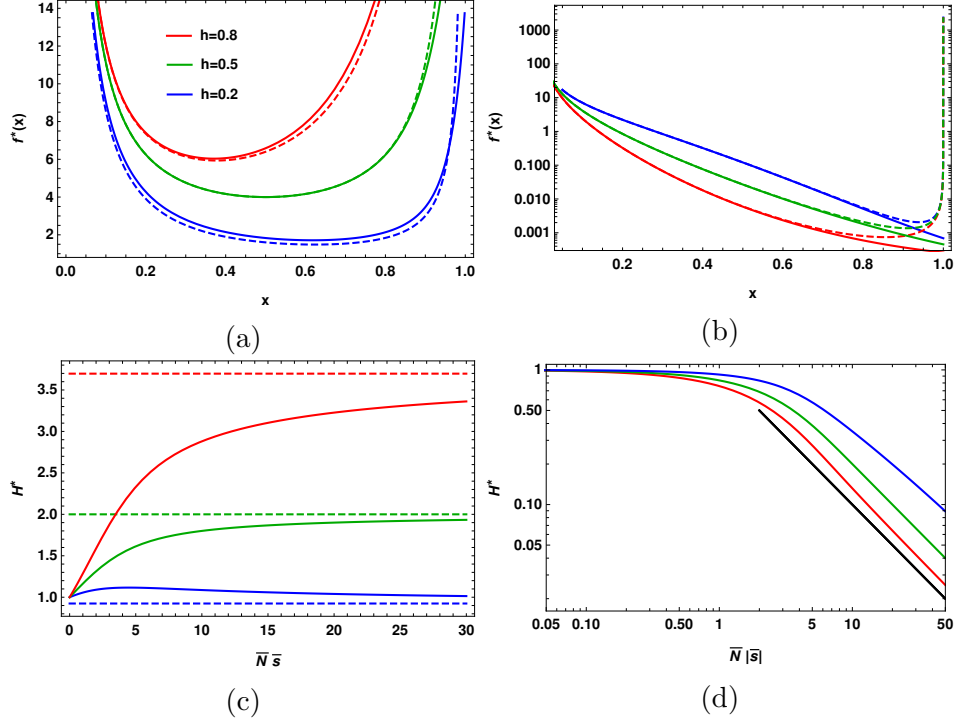 14
12
10
8
6
4
2
f*(x)
h=0.8
h=0.5
h=0.2
0.0 0.2 0.4 0.6 0.8 1.0
x
(a)
1000
100
10
1
0.100
0.010
0.001
f*(x)
0.2 0.4 0.6 0.8 1.0
x
(b)
3.5
3.0
2.5
2.0
1.5
1.0
H*
0 5 10 15 20 25 30
N̅ s̅
(c)
1
0.50
0.10
0.05
H*
0.05 0.10 0.50 1 5 10 50
N̅ |s̅|
(d)